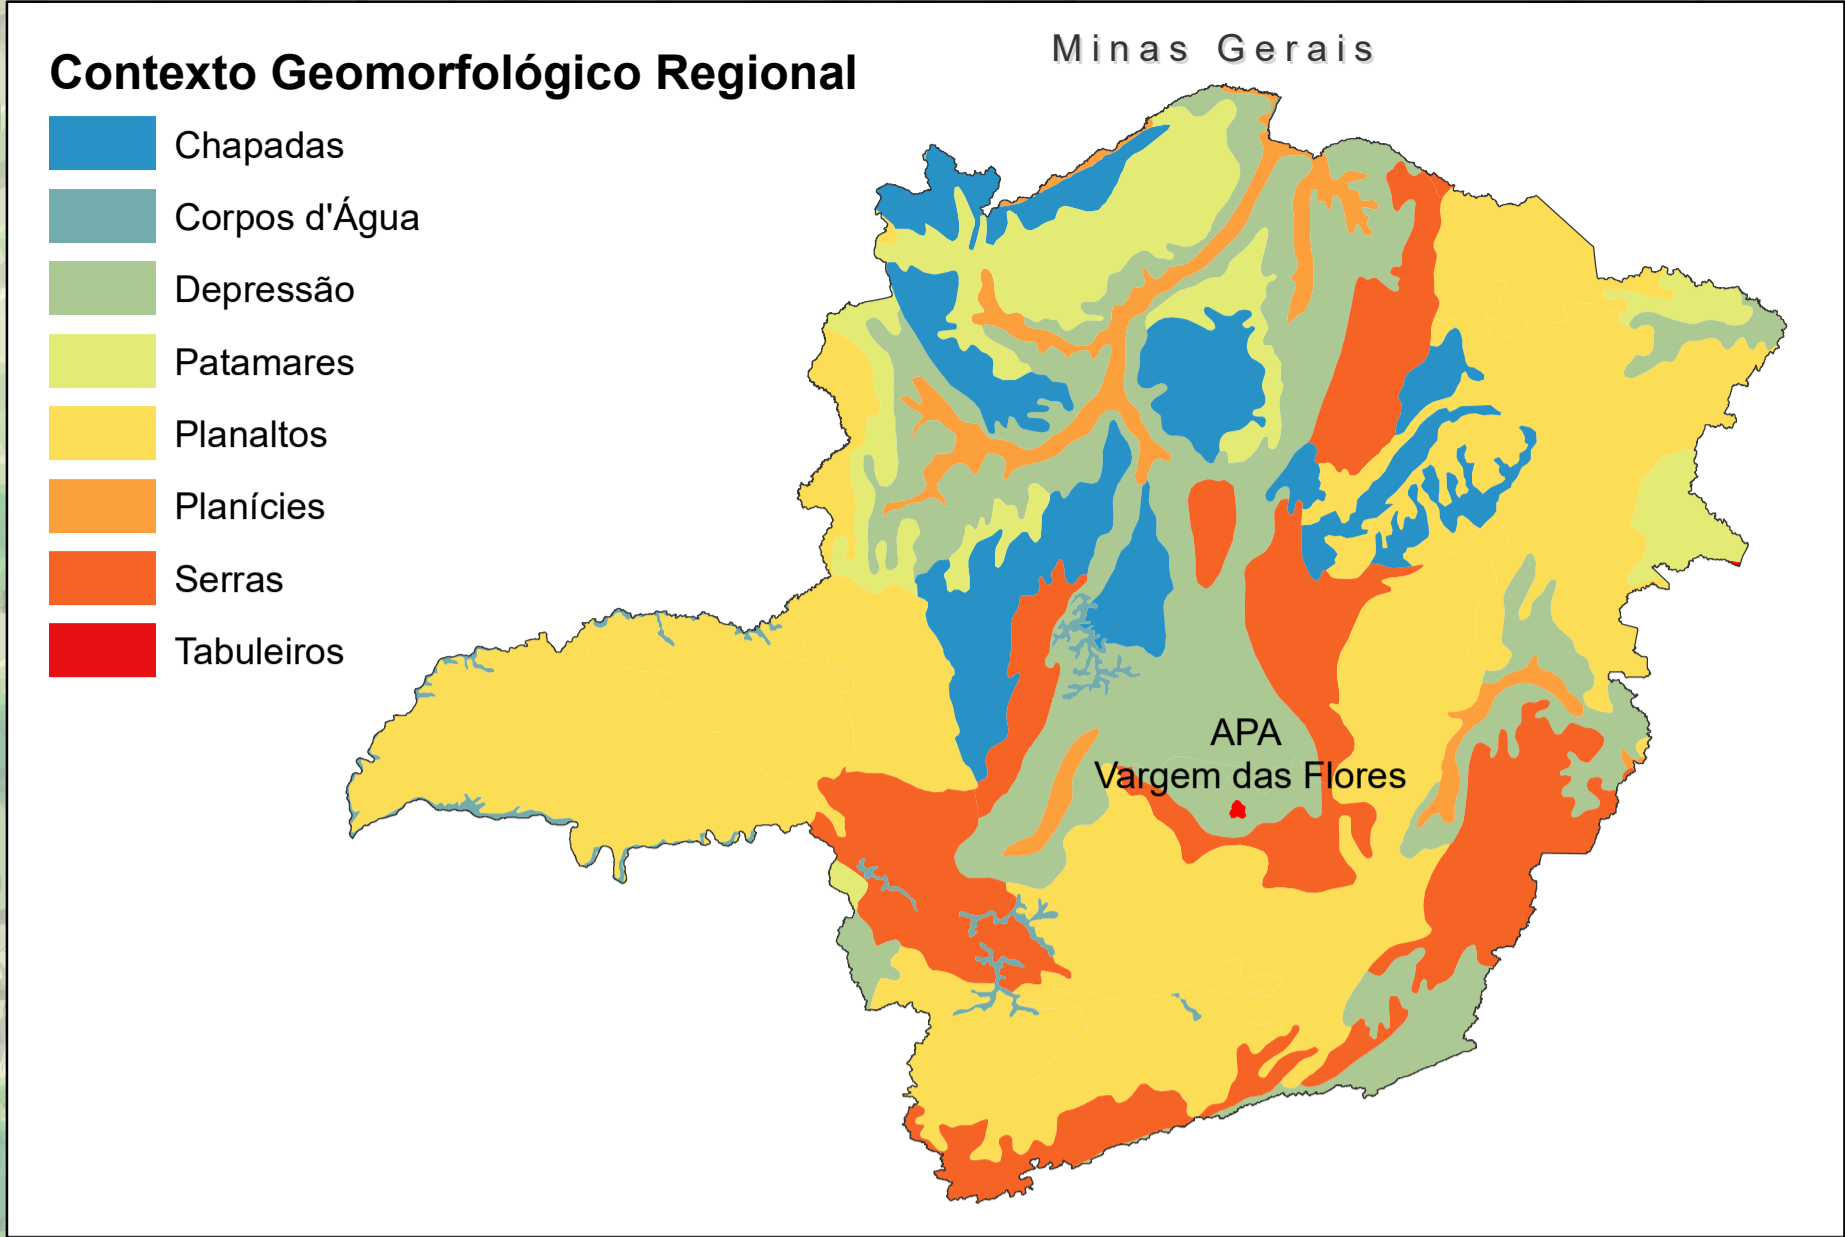 Minas Gerais
Contexto Geomorfológico Regional
Chapadas
Corpos d'Água
Depressão
Patamares
Planaltos
Planícies
Serras
Tabuleiros
APA
Vargem das Flores